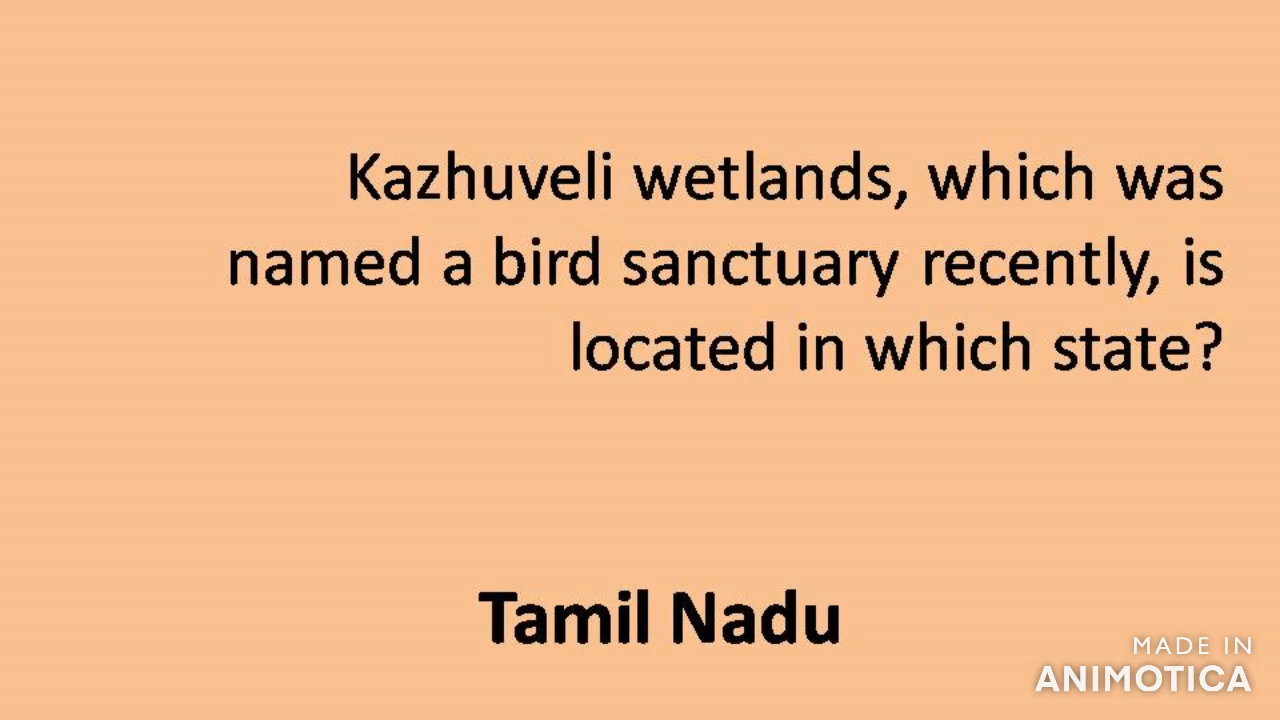 Kazhuveli wetlands, which was
named a bird sanctuary recently, is
located in which state?
Tamil Nadu
MADE IN
ANIMOTICA